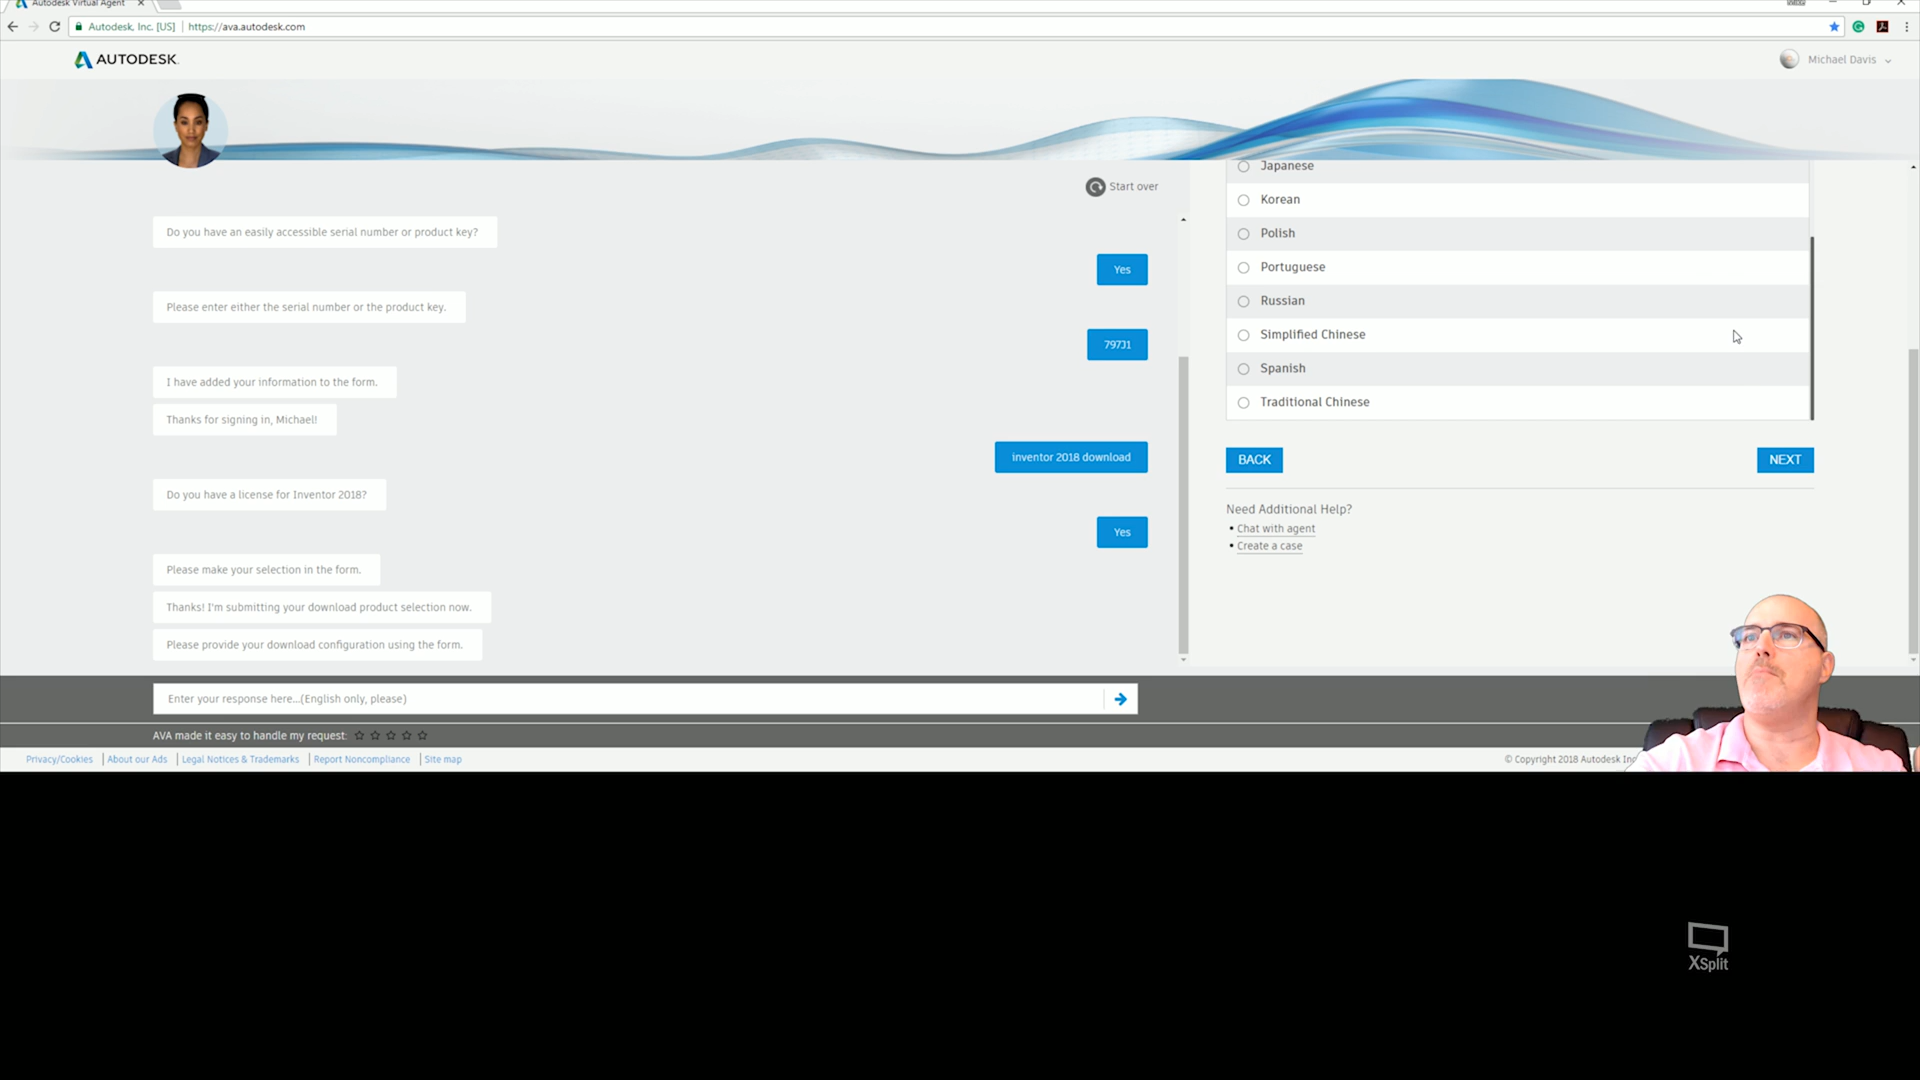 Autodesk Virtual Agent
Autodesk, Inc. [US] | https://ava.autodesk.com
AUTODESK.
Michael Davis
Start over
Do you have an easily accessible serial number or product key?
Yes
Please enter either the serial number or the product key.
797J1
I have added your information to the form.
Thanks for signing in, Michael!
inventor 2018 download
Do you have a license for Inventor 2018?
Yes
Please make your selection in the form.
Thanks! I'm submitting your download product selection now.
Please provide your download configuration using the form.
Japanese
Korean
Polish
Portuguese
Russian
Simplified Chinese
Spanish
Traditional Chinese
BACK
NEXT
Need Additional Help?
• Chat with agent
• Create a case
Enter your response here...(English only, please)
AVA made it easy to handle my request:
Privacy/Cookies | About our Ads | Legal Notices & Trademarks | Report Noncompliance | Site map
© Copyright 2018 Autodesk Inc
XSplit